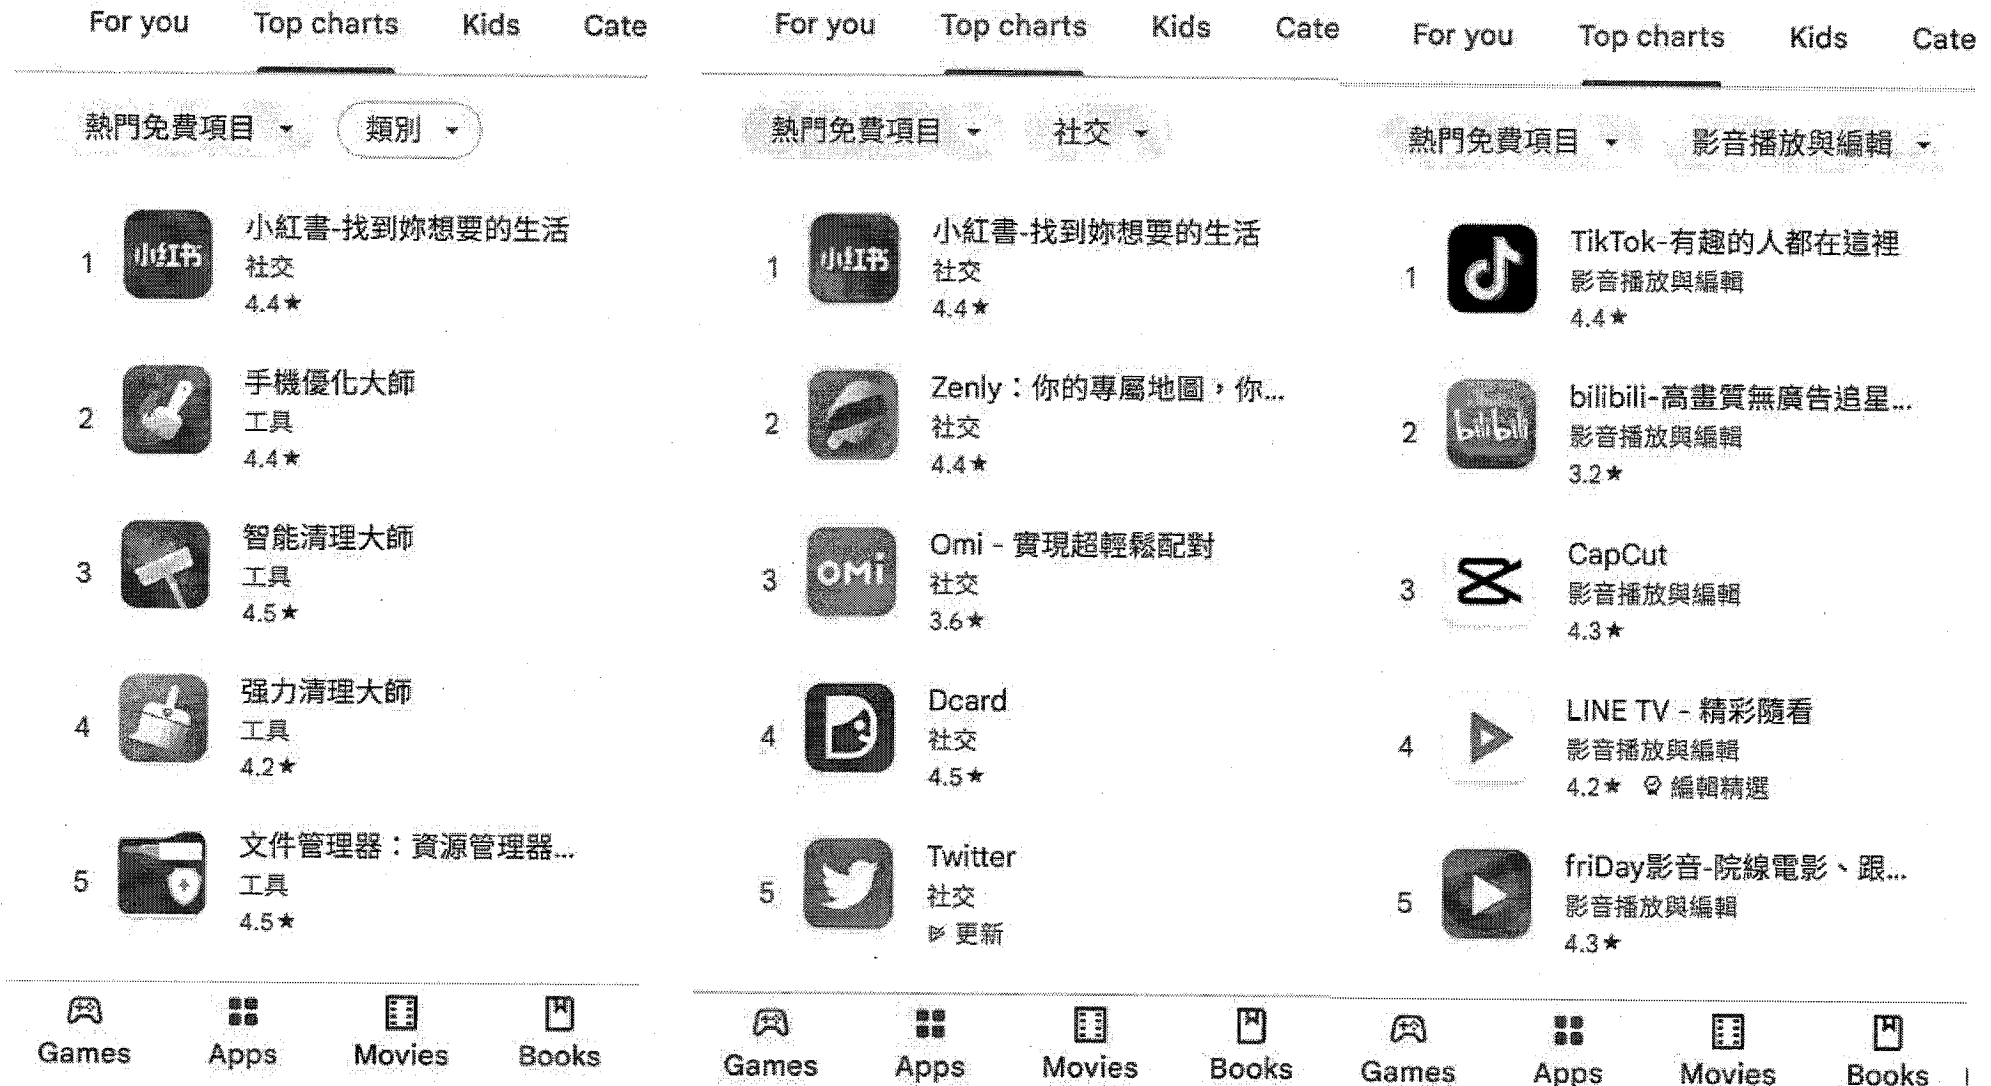 For you Top charts Kids Cate
熱門免費項目 類別
1
小红书
小紅書-找到妳想要的生活
社交
4.4★
2
手機優化大師
工具
4.4★
3
智能清理大師
工具
4.5★
4
强力清理大師
工具
4.2★
5
文件管理器：資源管理器...
工具
4.5★
Games Apps Movies Books
For you Top charts Kids Cate
熱門免費項目 社交
1
小红书
小紅書-找到妳想要的生活
社交
4.4★
2
Zenly：你的專屬地圖，你...
社交
4.4★
3
OMi
Omi - 實現超輕鬆配對
社交
3.6★
4
Dcard
社交
4.5★
5
Twitter
社交
更新
Games Apps Movies Books
For you Top charts Kids Cate
熱門免費項目 影音播放與編輯
1
TikTok-有趣的人都在這裡
影音播放與編輯
4.4★
2
bilibili
bilibili-高畫質無廣告追星...
影音播放與編輯
3.2★
3
CapCut
影音播放與編輯
4.3★
4
LINE TV - 精彩隨看
影音播放與編輯
4.2★ 編輯精選
5
friDay影音-院線電影、跟...
影音播放與編輯
4.3★
Games Apps Movies Books